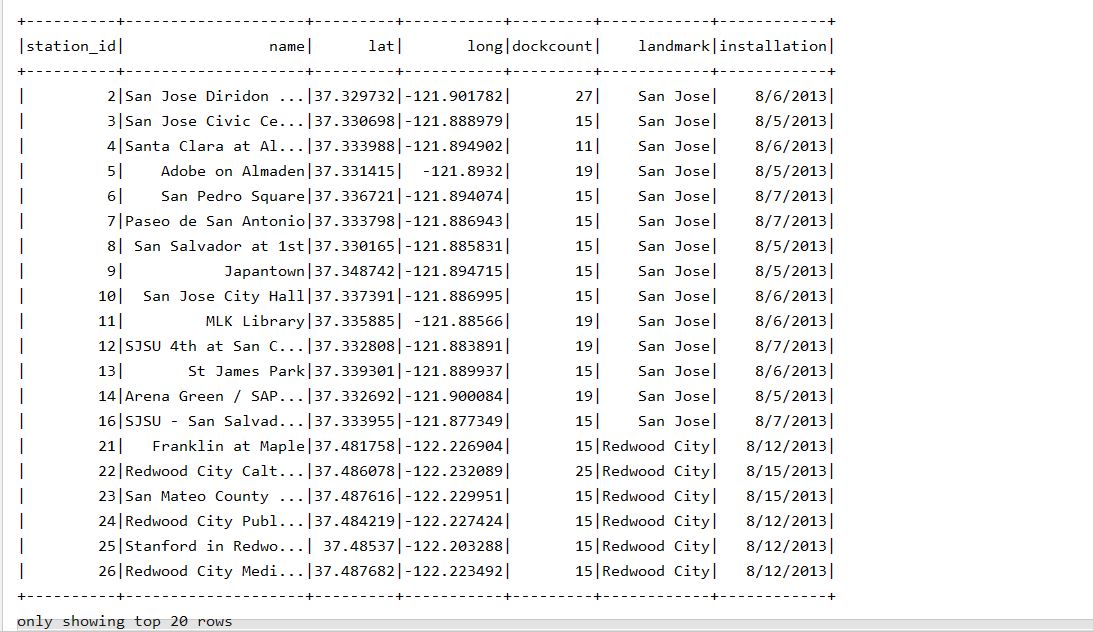 +----------+--------------------+---------+-----------+---------+------------+------------+
|station_id|                name|      lat|       long|dockcount|    landmark|installation|
+----------+--------------------+---------+-----------+---------+------------+------------+
|         2|San Jose Diridon ...|37.329732|-121.901782|       27|    San Jose|    8/6/2013|
|         3|San Jose Civic Ce...|37.330698|-121.888979|       15|    San Jose|    8/5/2013|
|         4|Santa Clara at Al...|37.333988|-121.894902|       11|    San Jose|    8/6/2013|
|         5|    Adobe on Almaden|37.331415|  -121.8932|       19|    San Jose|    8/5/2013|
|         6|    San Pedro Square|37.336721|-121.894074|       15|    San Jose|    8/7/2013|
|         7|Paseo de San Antonio|37.333798|-121.886943|       15|    San Jose|    8/7/2013|
|         8| San Salvador at 1st|37.330165|-121.885831|       15|    San Jose|    8/5/2013|
|         9|           Japantown|37.348742|-121.894715|       15|    San Jose|    8/5/2013|
|        10|  San Jose City Hall|37.337391|-121.886995|       15|    San Jose|    8/6/2013|
|        11|         MLK Library|37.335885| -121.88566|       19|    San Jose|    8/6/2013|
|        12|SJSU 4th at San C...|37.332808|-121.883891|       19|    San Jose|    8/7/2013|
|        13|       St James Park|37.339301|-121.889937|       15|    San Jose|    8/6/2013|
|        14|Arena Green / SAP...|37.332692|-121.900084|       19|    San Jose|    8/5/2013|
|        16|SJSU - San Salvad...|37.333955|-121.877349|       15|    San Jose|    8/7/2013|
|        21|   Franklin at Maple|37.481758|-122.226904|       15|Redwood City|   8/12/2013|
|        22|Redwood City Calt...|37.486078|-122.232089|       25|Redwood City|   8/15/2013|
|        23|San Mateo County ...|37.487616|-122.229951|       15|Redwood City|   8/15/2013|
|        24|Redwood City Publ...|37.484219|-122.227424|       15|Redwood City|   8/12/2013|
|        25|Stanford in Redwo...| 37.48537|-122.203288|       15|Redwood City|   8/12/2013|
|        26|Redwood City Medi...|37.487682|-122.223492|       15|Redwood City|   8/12/2013|
+----------+--------------------+---------+-----------+---------+------------+------------+
only showing top 20 rows